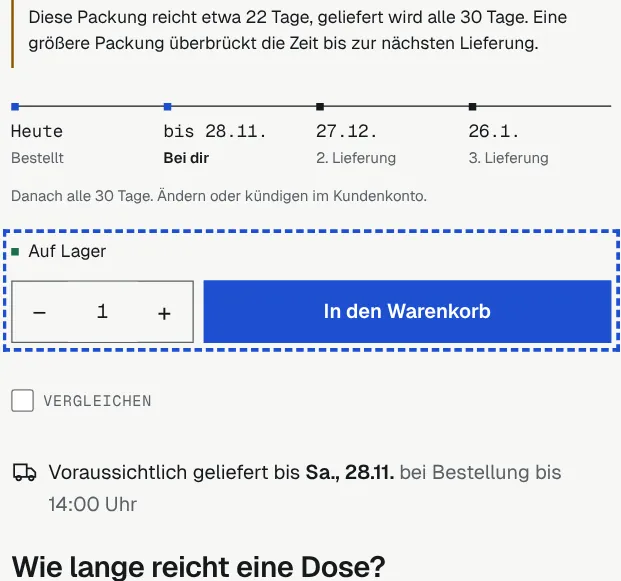 Diese Packung reicht etwa 22 Tage, geliefert wird alle 30 Tage. Eine
größere Packung überbrückt die Zeit bis zur nächsten Lieferung.
Heute bis 28.11. 27.12. 26.1.
Bestellt Bei dir 2. Lieferung 3. Lieferung
Danach alle 30 Tage. Ändern oder kündigen im Kundenkonto.
Auf Lager
− 1 + In den Warenkorb
VERGLEICHEN
Voraussichtlich geliefert bis Sa., 28.11. bei Bestellung bis
14:00 Uhr
Wie lange reicht eine Dose?